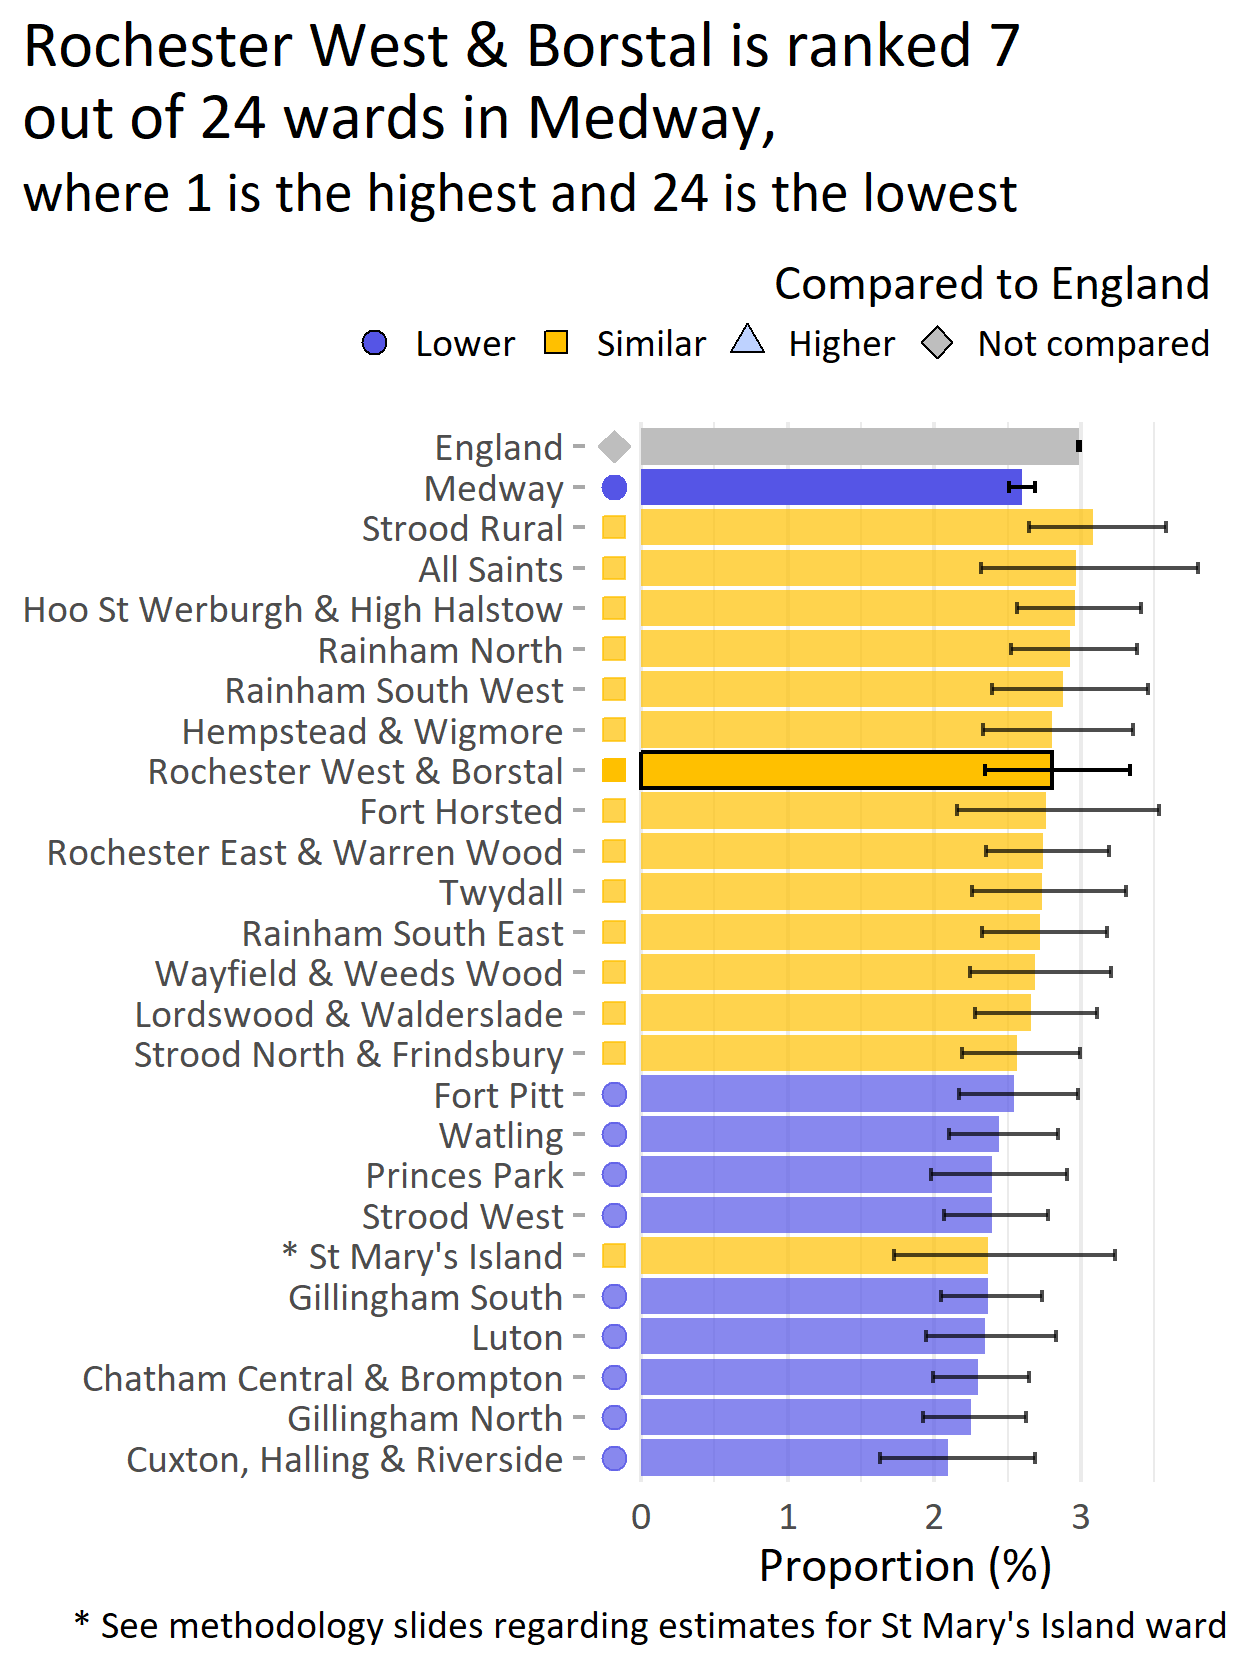 Rochester West & Borstal is ranked 7
out of 24 wards in Medway,
where 1 is the highest and 24 is the lowest
Compared to England
Lower Similar Higher Not compared
England
Medway
Strood Rural
All Saints
Hoo St Werburgh & High Halstow
Rainham North
Rainham South West
Hempstead & Wigmore
Rochester West & Borstal
Fort Horsted
Rochester East & Warren Wood
Twydall
Rainham South East
Wayfield & Weeds Wood
Lordswood & Walderslade
Strood North & Frindsbury
Fort Pitt
Watling
Princes Park
Strood West
* St Mary's Island
Gillingham South
Luton
Chatham Central & Brompton
Gillingham North
Cuxton, Halling & Riverside
0 1 2 3
Proportion (%)
* See methodology slides regarding estimates for St Mary's Island ward